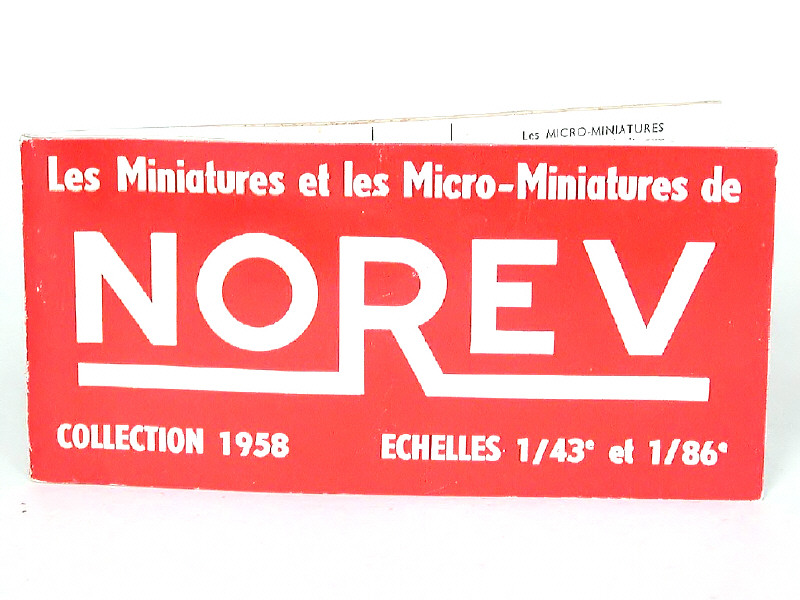 Les MICRO-MINIATURES
Les Miniatures et les Micro-Miniatures de
NOREV
COLLECTION 1958 ECHELLES 1/43e et 1/86e